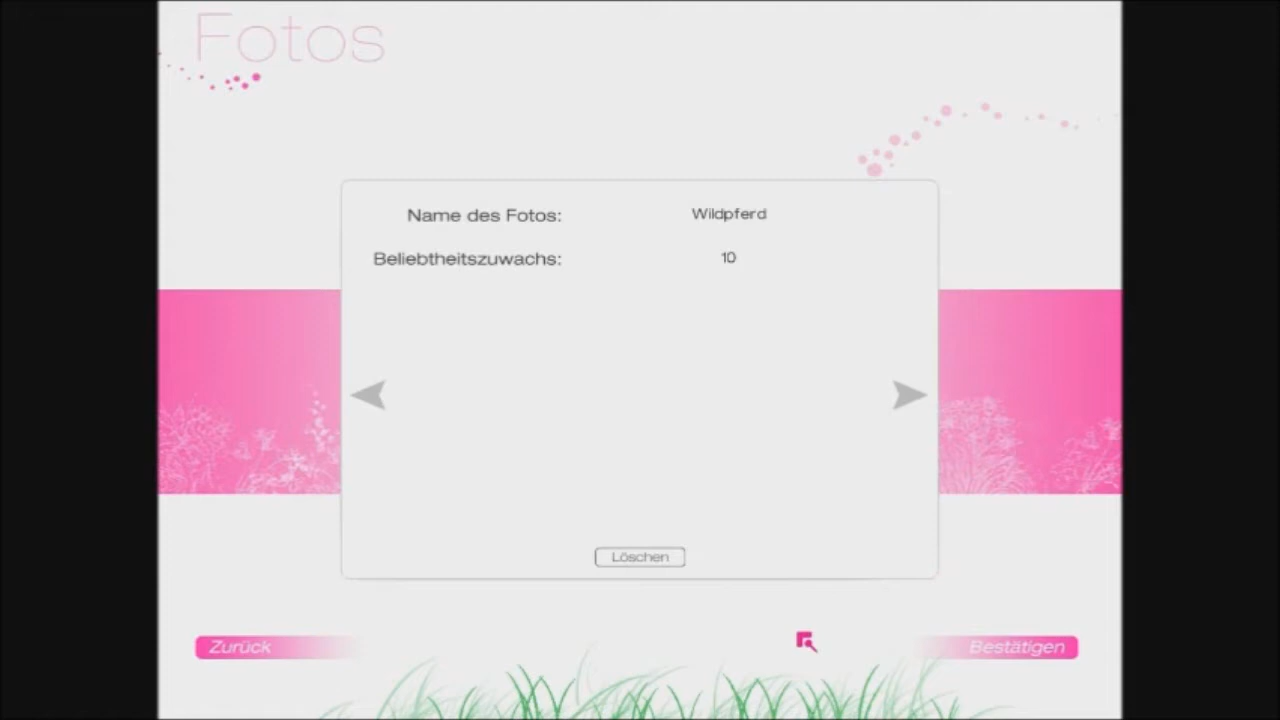 Fotos
Name des Fotos: Wildpferd
Beliebtheitszuwachs: 10
Löschen
Zurück
Bestätigen